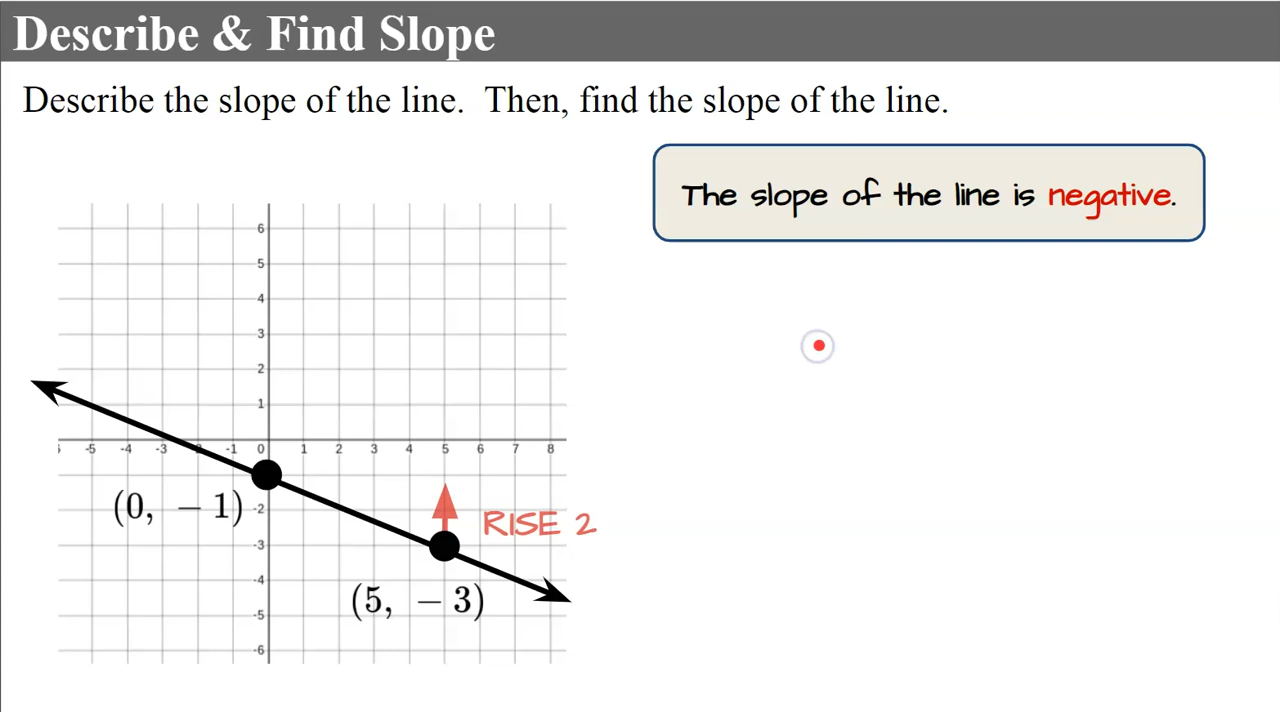 Describe & Find Slope
Describe the slope of the line.  Then, find the slope of the line.
The slope of the line is negative.
6
5
4
3
2
1
-5 -4 -3 -1 0 1 2 3 4 5 6 7 8
(0, − 1)
-2
RISE 2
-3
-4
(5, − 3)
-5
-6